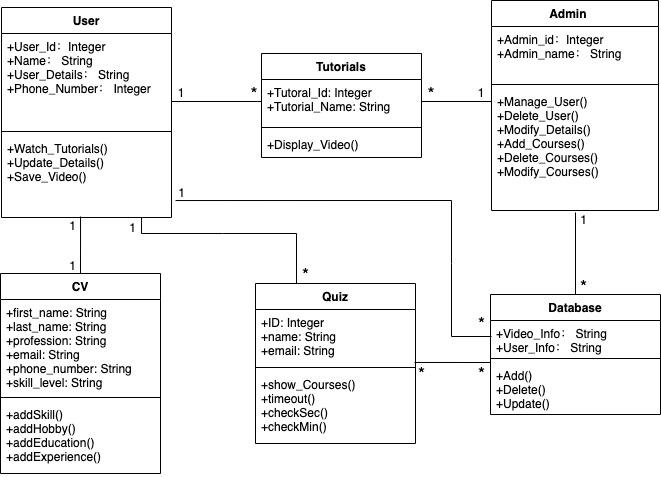 User
+User_Id： Integer
+Name： String
+User_Details： String
+Phone_Number： Integer
+Watch_Tutorials()
+Update_Details()
+Save_Video()
Tutorials
+Tutoral_Id: Integer
+Tutorial_Name: String
+Display_Video()
Admin
+Admin_id： Integer
+Admin_name： String
+Manage_User()
+Delete_User()
+Modify_Details()
+Add_Courses()
+Delete_Courses()
+Modify_Courses()
1
*
*
1
1
1
1
1
1
*
*
*
*
*
CV
+first_name: String
+last_name: String
+profession: String
+email: String
+phone_number: String
+skill_level: String
+addSkill()
+addHobby()
+addEducation()
+addExperience()
Quiz
+ID: Integer
+name: String
+email: String
+show_Courses()
+timeout()
+checkSec()
+checkMin()
Database
+Video_Info： String
+User_Info： String
+Add()
+Delete()
+Update()